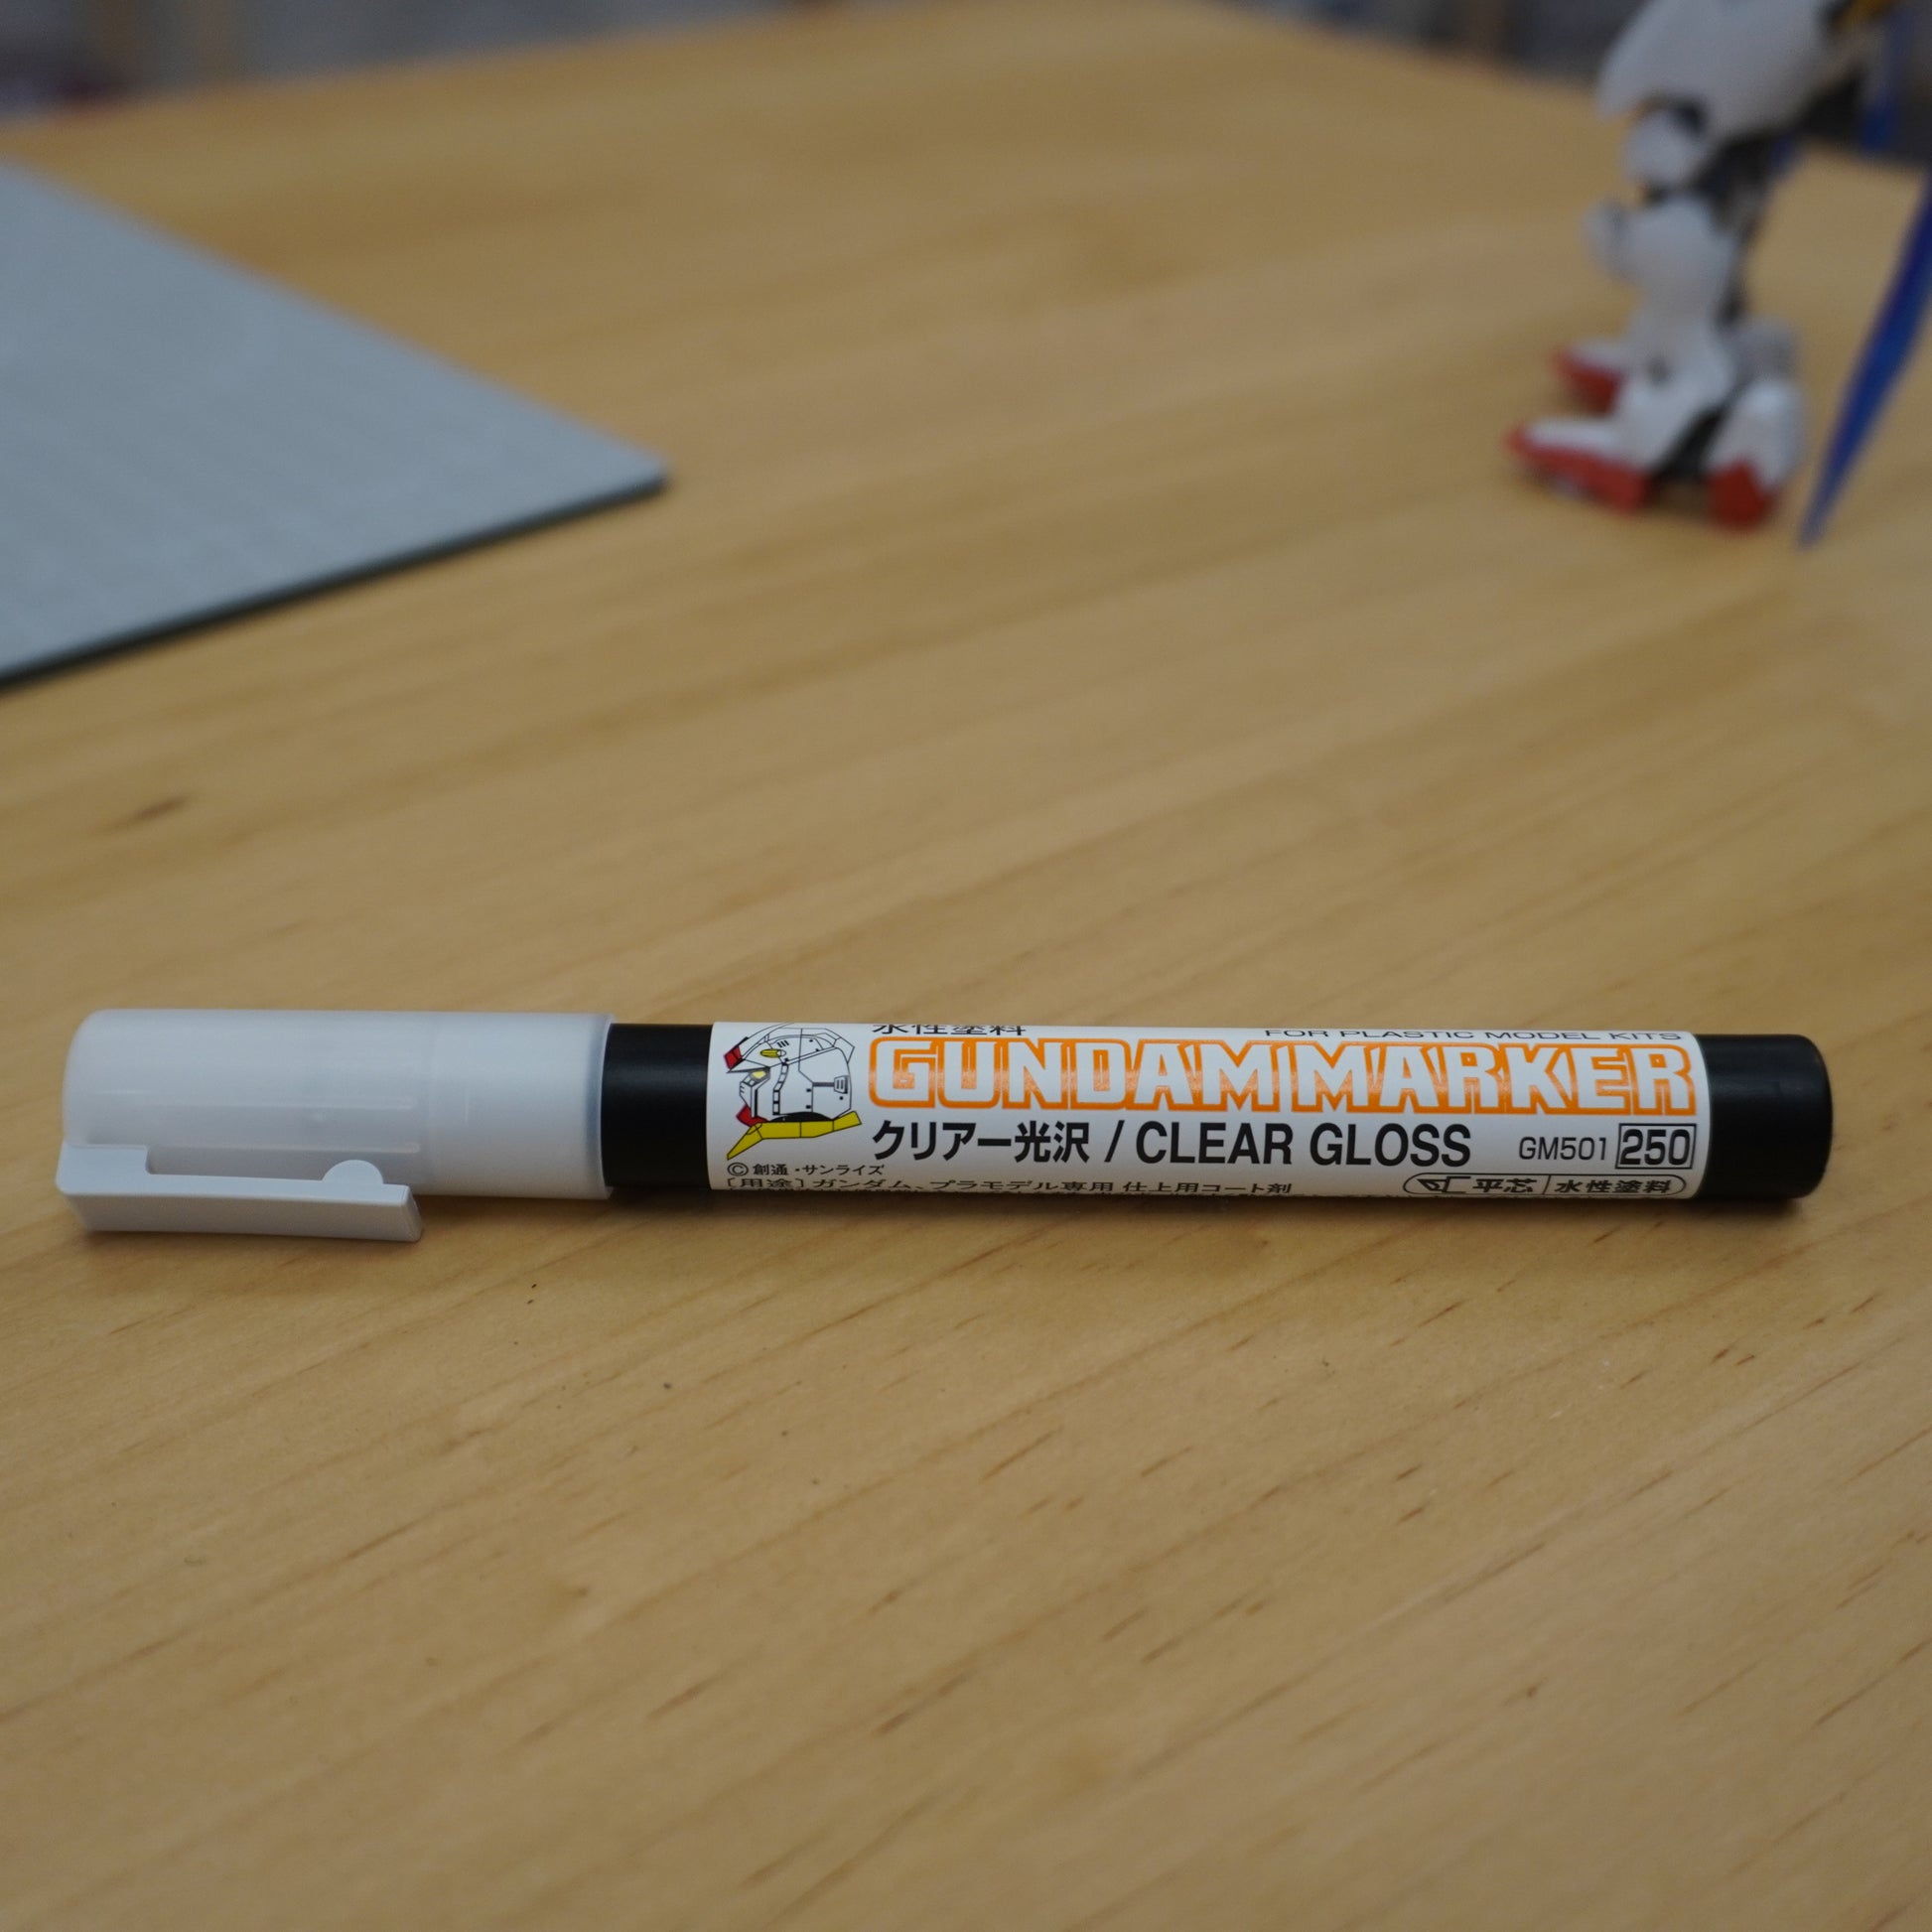 水性塗料 FOR PLASTIC MODEL KITS
GUNDAM MARKER
クリアー光沢 / CLEAR GLOSS GM501 250
©創通・サンライズ
[用途] ガンダム、プラモデル専用 仕上用コート剤 平芯 水性塗料